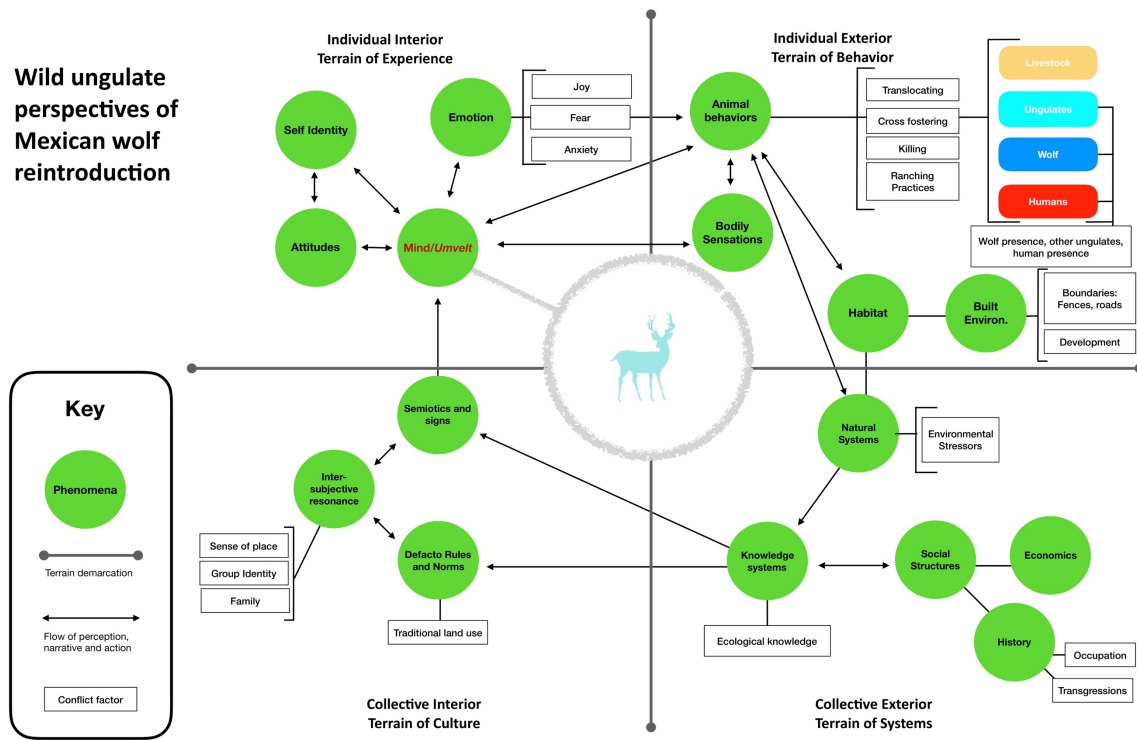 Wild ungulate
perspectives of
Mexican wolf
reintroduction
Individual Interior
Terrain of Experience
Self Identity
Emotion
Joy
Fear
Anxiety
Attitudes
Mind/Umvelt
Individual Exterior
Terrain of Behavior
Animal
behaviors
Bodily
Sensations
Translocating
Cross fostering
Killing
Ranching
Practices
Livestock
Ungulates
Wolf
Humans
Wolf presence, other ungulates,
human presence
Habitat
Built
Environ.
Boundaries:
Fences, roads
Development
Key
Phenomena
Terrain demarcation
Flow of perception,
narrative and action
Conflict factor
Semiotics and
signs
Inter-
subjective
resonance
Sense of place
Group Identity
Family
Defacto Rules
and Norms
Traditional land use
Collective Interior
Terrain of Culture
Natural
Systems
Environmental
Stressors
Knowledge
systems
Ecological knowledge
Social
Structures
Economics
History
Occupation
Transgressions
Collective Exterior
Terrain of Systems